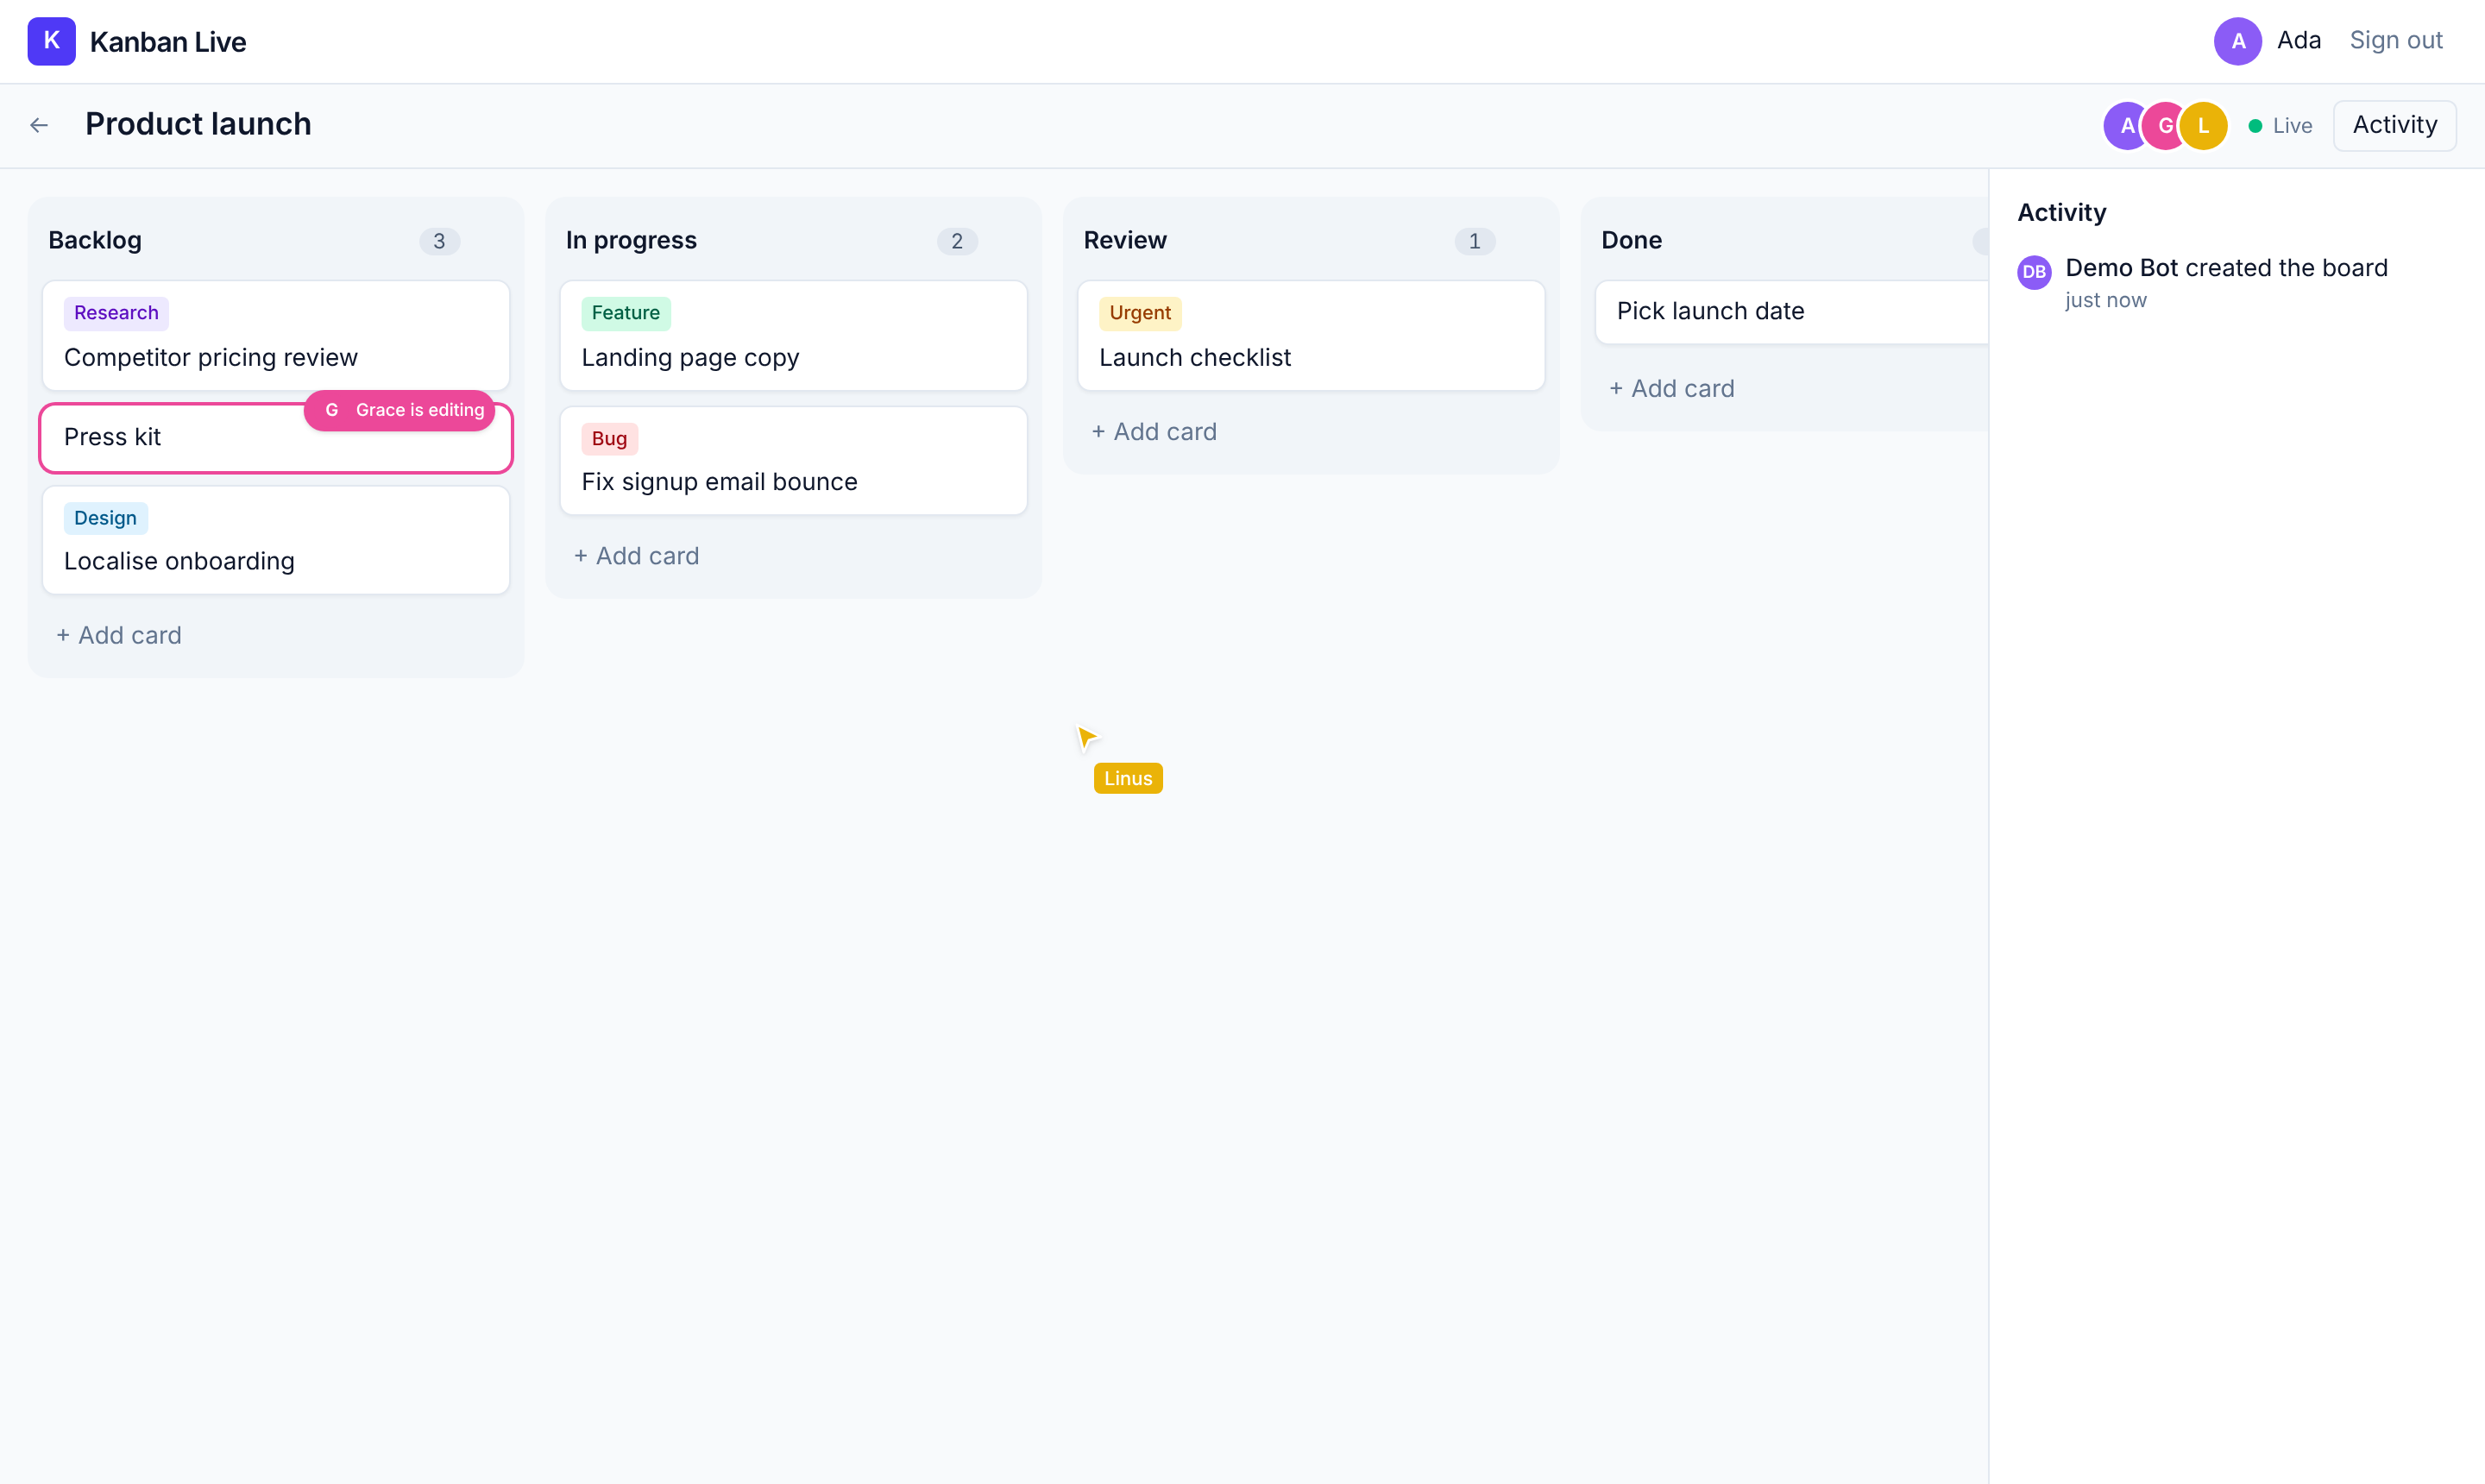 K Kanban Live
A Ada Sign out
← Product launch
A G L Live Activity
Backlog 3
Research
Competitor pricing review
G Grace is editing
Press kit
Design
Localise onboarding
+ Add card
In progress 2
Feature
Landing page copy
Bug
Fix signup email bounce
+ Add card
Review 1
Urgent
Launch checklist
+ Add card
Done
Pick launch date
+ Add card
Linus
Activity
DB Demo Bot created the board
just now